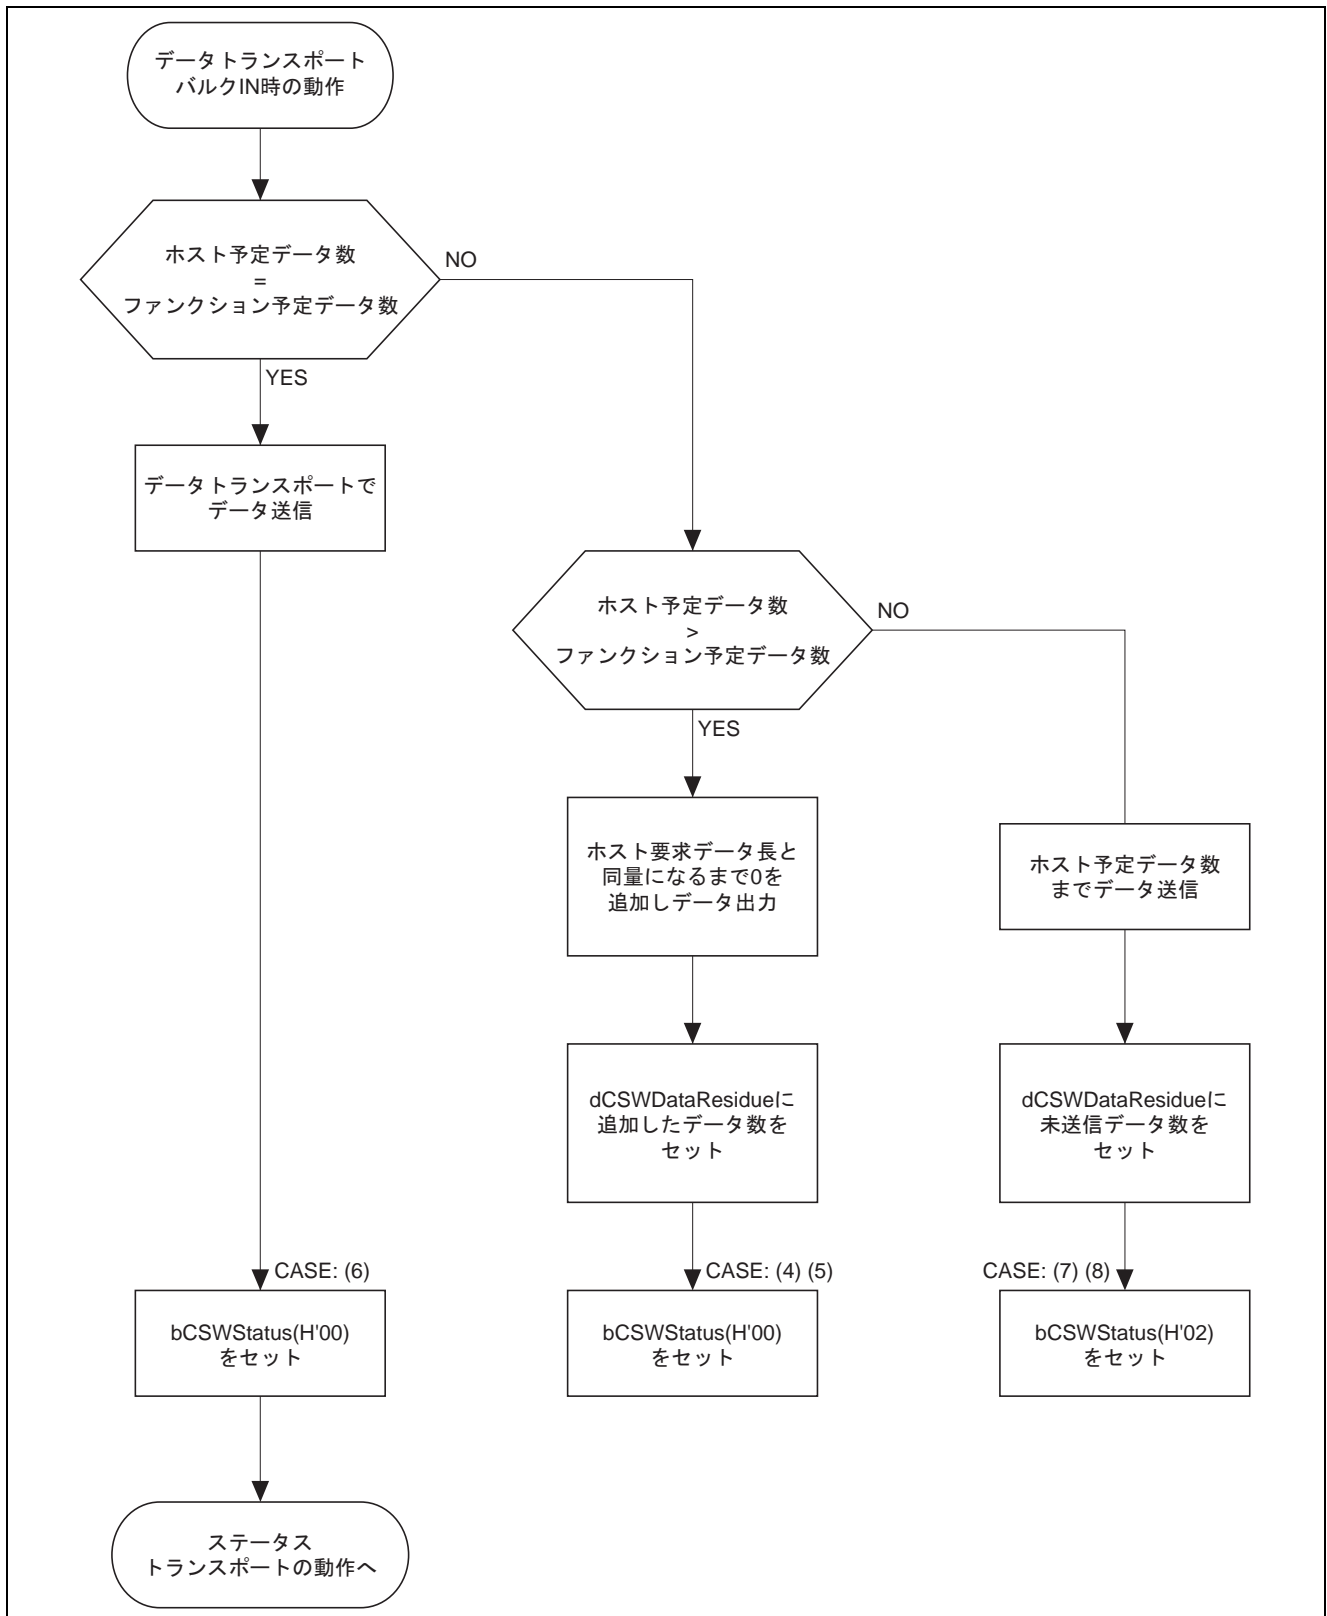 データトランスポート
バルクIN時の動作
ホスト予定データ数
=
ファンクション予定データ数
NO
YES
データトランスポートで
データ送信
ホスト予定データ数
>
ファンクション予定データ数
NO
YES
ホスト要求データ長と
同量になるまで0を
追加しデータ出力
ホスト予定データ数
までデータ送信
dCSWDataResidueに
追加したデータ数を
セット
dCSWDataResidueに
未送信データ数を
セット
CASE: (6)
CASE: (4) (5)
CASE: (7) (8)
bCSWStatus(H'00)
をセット
bCSWStatus(H'00)
をセット
bCSWStatus(H'02)
をセット
ステータス
トランスポートの動作へ